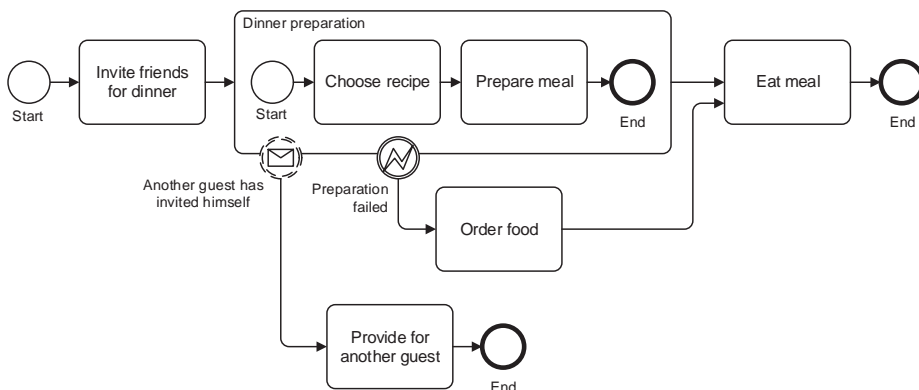 Dinner preparation
Start
Invite friends
for dinner
Start
Choose recipe
Prepare meal
End
Eat meal
End
Another guest has
invited himself
Preparation
failed
Order food
Provide for
another guest
End